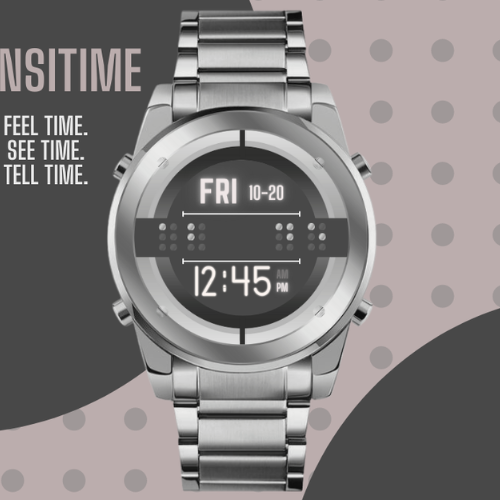 NSITIME
FEEL TIME.
SEE TIME.
TELL TIME.
FRI 10-20
⠁⠃ ⠙⠑
12:45 AM
PM